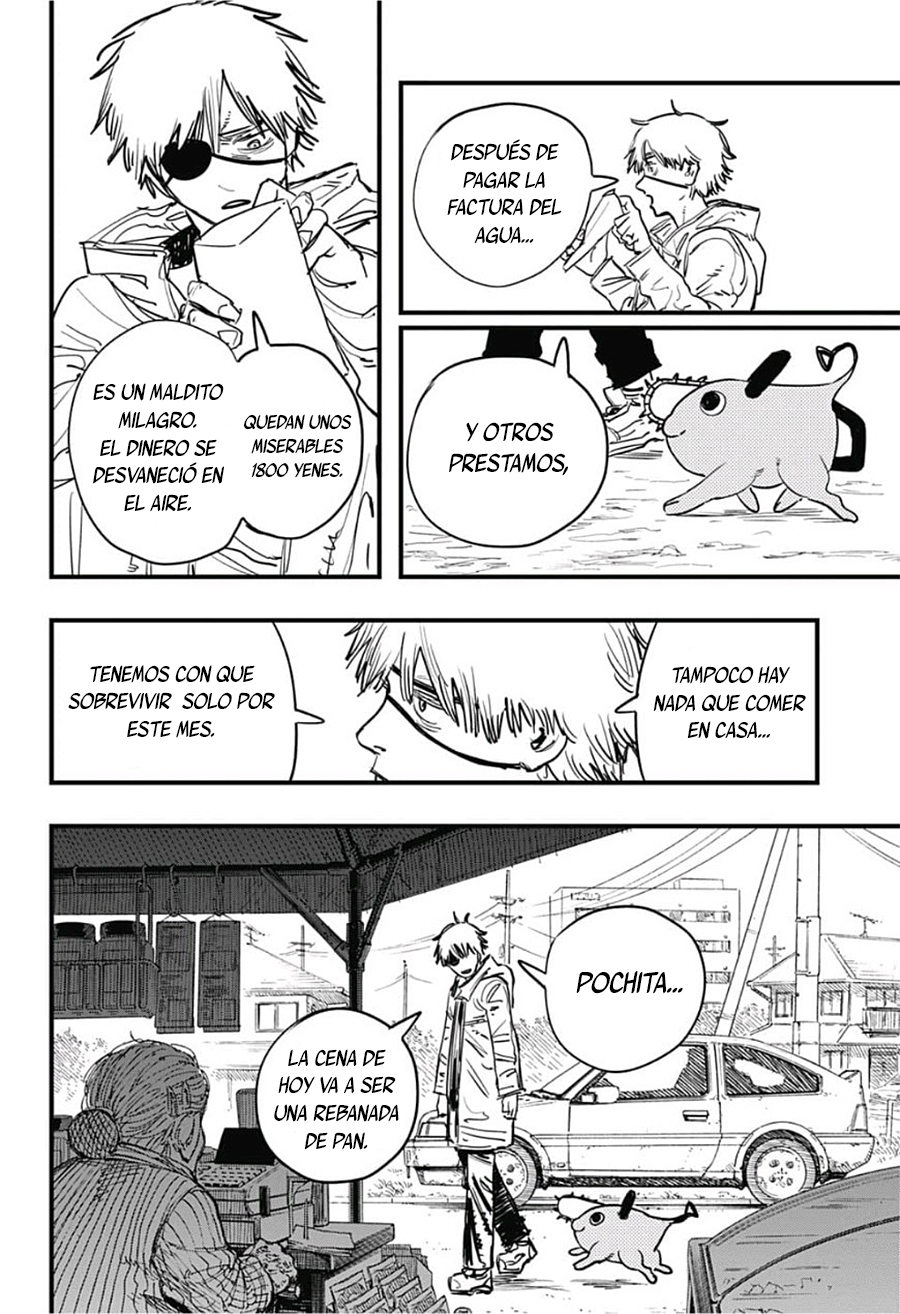 DESPUÉS DE
PAGAR LA
FACTURA DEL
AGUA...
Y OTROS
PRESTAMOS,
QUEDAN UNOS
MISERABLES
1800 YENES.
ES UN MALDITO
MILAGRO.
EL DINERO SE
DESVANECIÓ EN
EL AIRE.
TAMPOCO HAY
NADA QUE COMER
EN CASA...
TENEMOS CON QUE
SOBREVIVIR SOLO POR
ESTE MES.
POCHITA...
LA CENA DE
HOY VA A SER
UNA REBANADA
DE PAN.